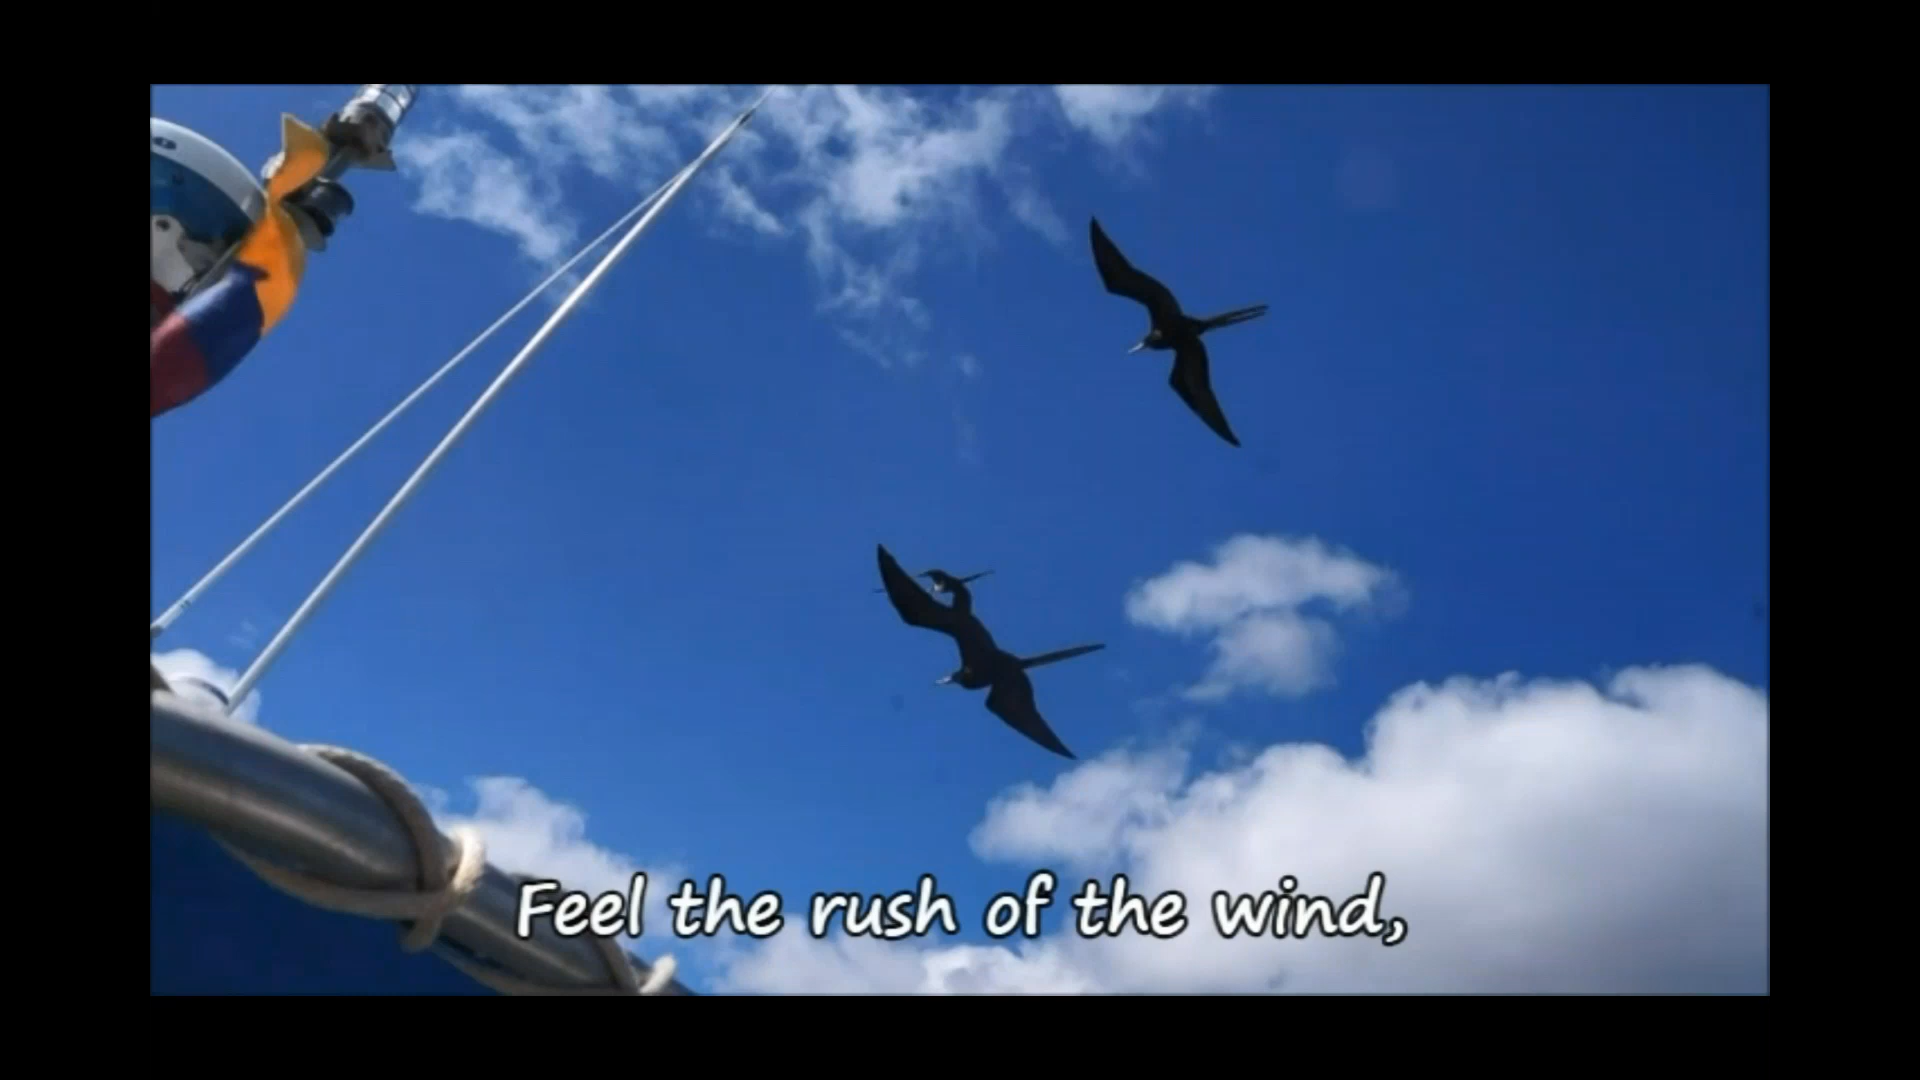 Feel the rush of the wind,